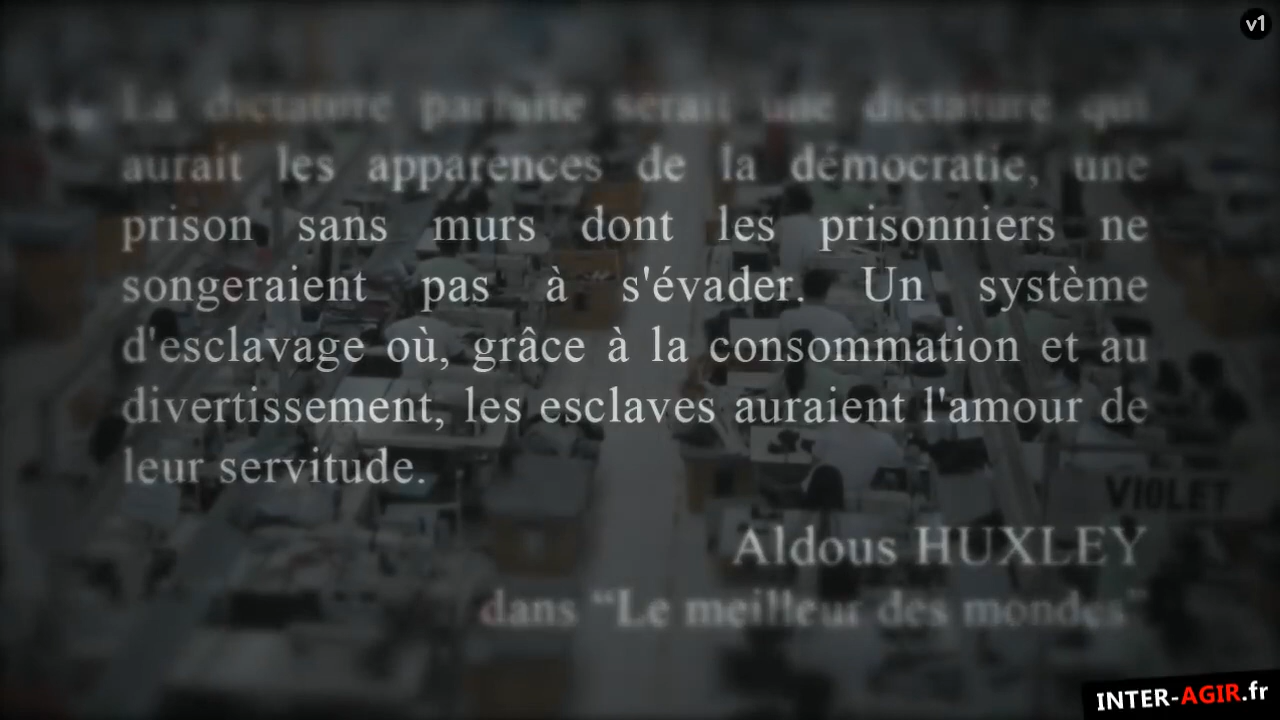 v1
La dictature parfaite serait une dictature qui
aurait les apparences de la démocratie, une
prison sans murs dont les prisonniers ne
songeraient pas à s'évader. Un système
d'esclavage où, grâce à la consommation et au
divertissement, les esclaves auraient l'amour de
leur servitude.
VIOLET
Aldous HUXLEY
dans “Le meilleur des mondes”
INTER-AGIR.fr